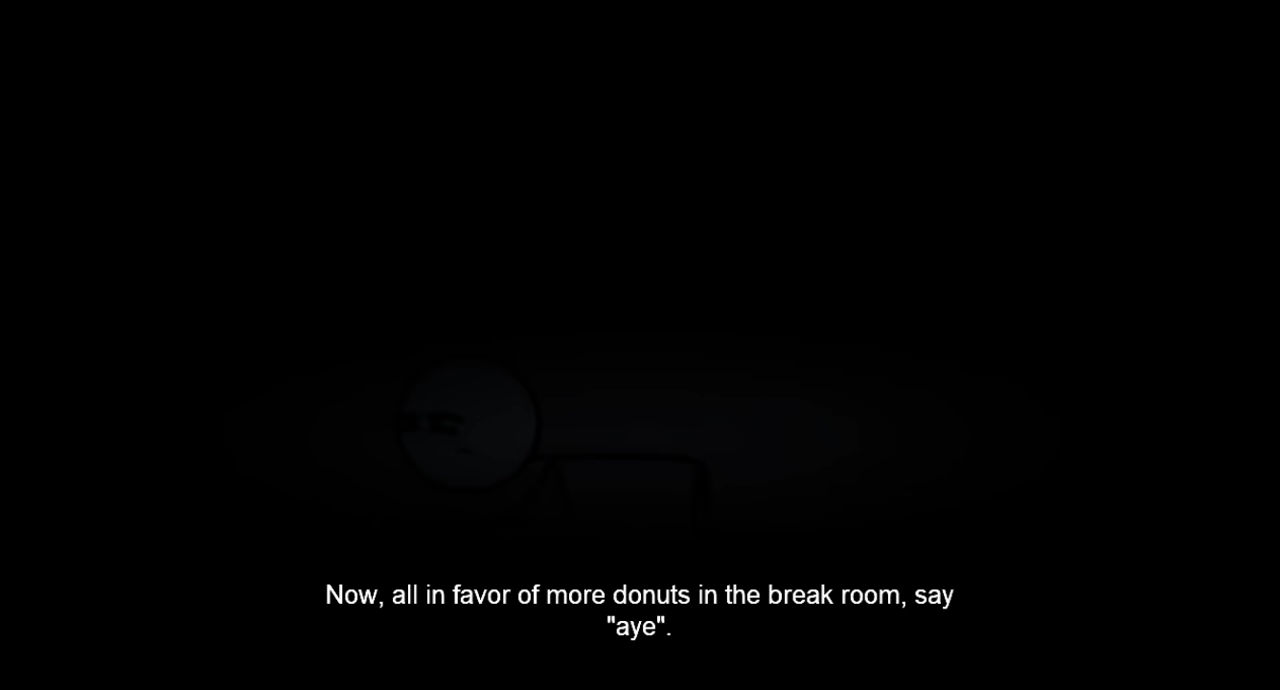 Now, all in favor of more donuts in the break room, say
"aye".